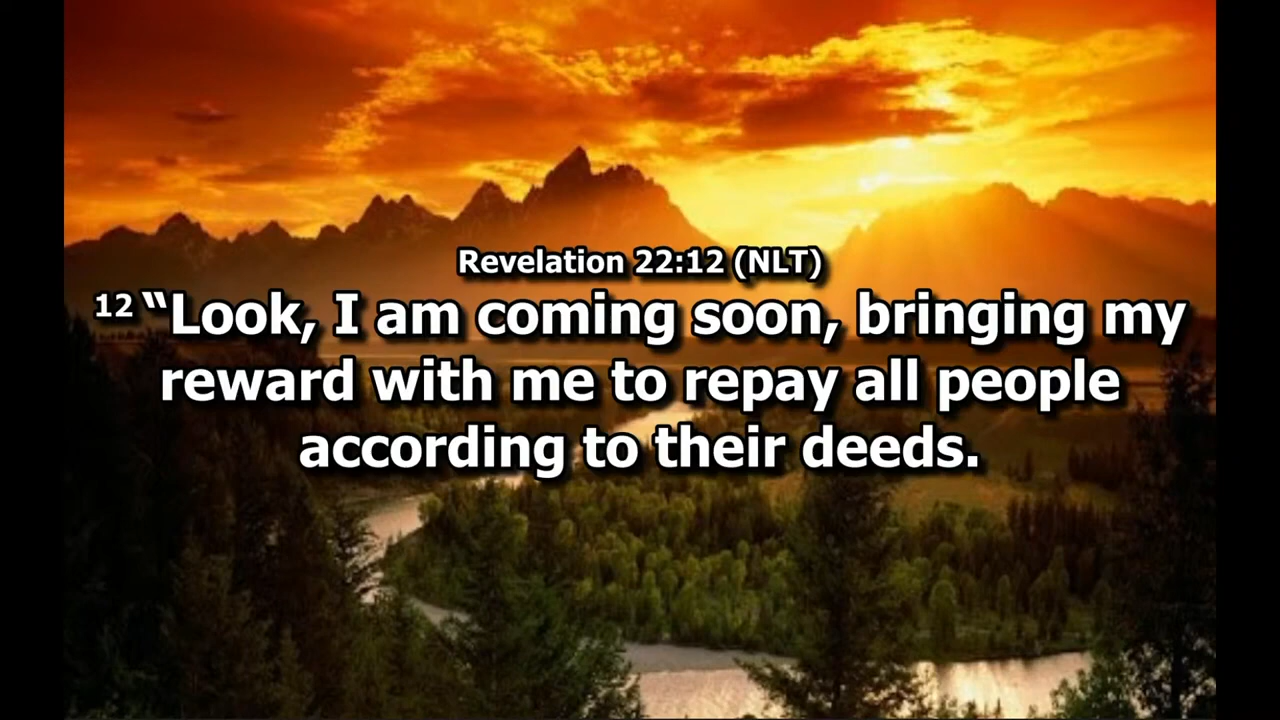 Revelation 22:12 (NLT)
12 “Look, I am coming soon, bringing my
reward with me to repay all people
according to their deeds.